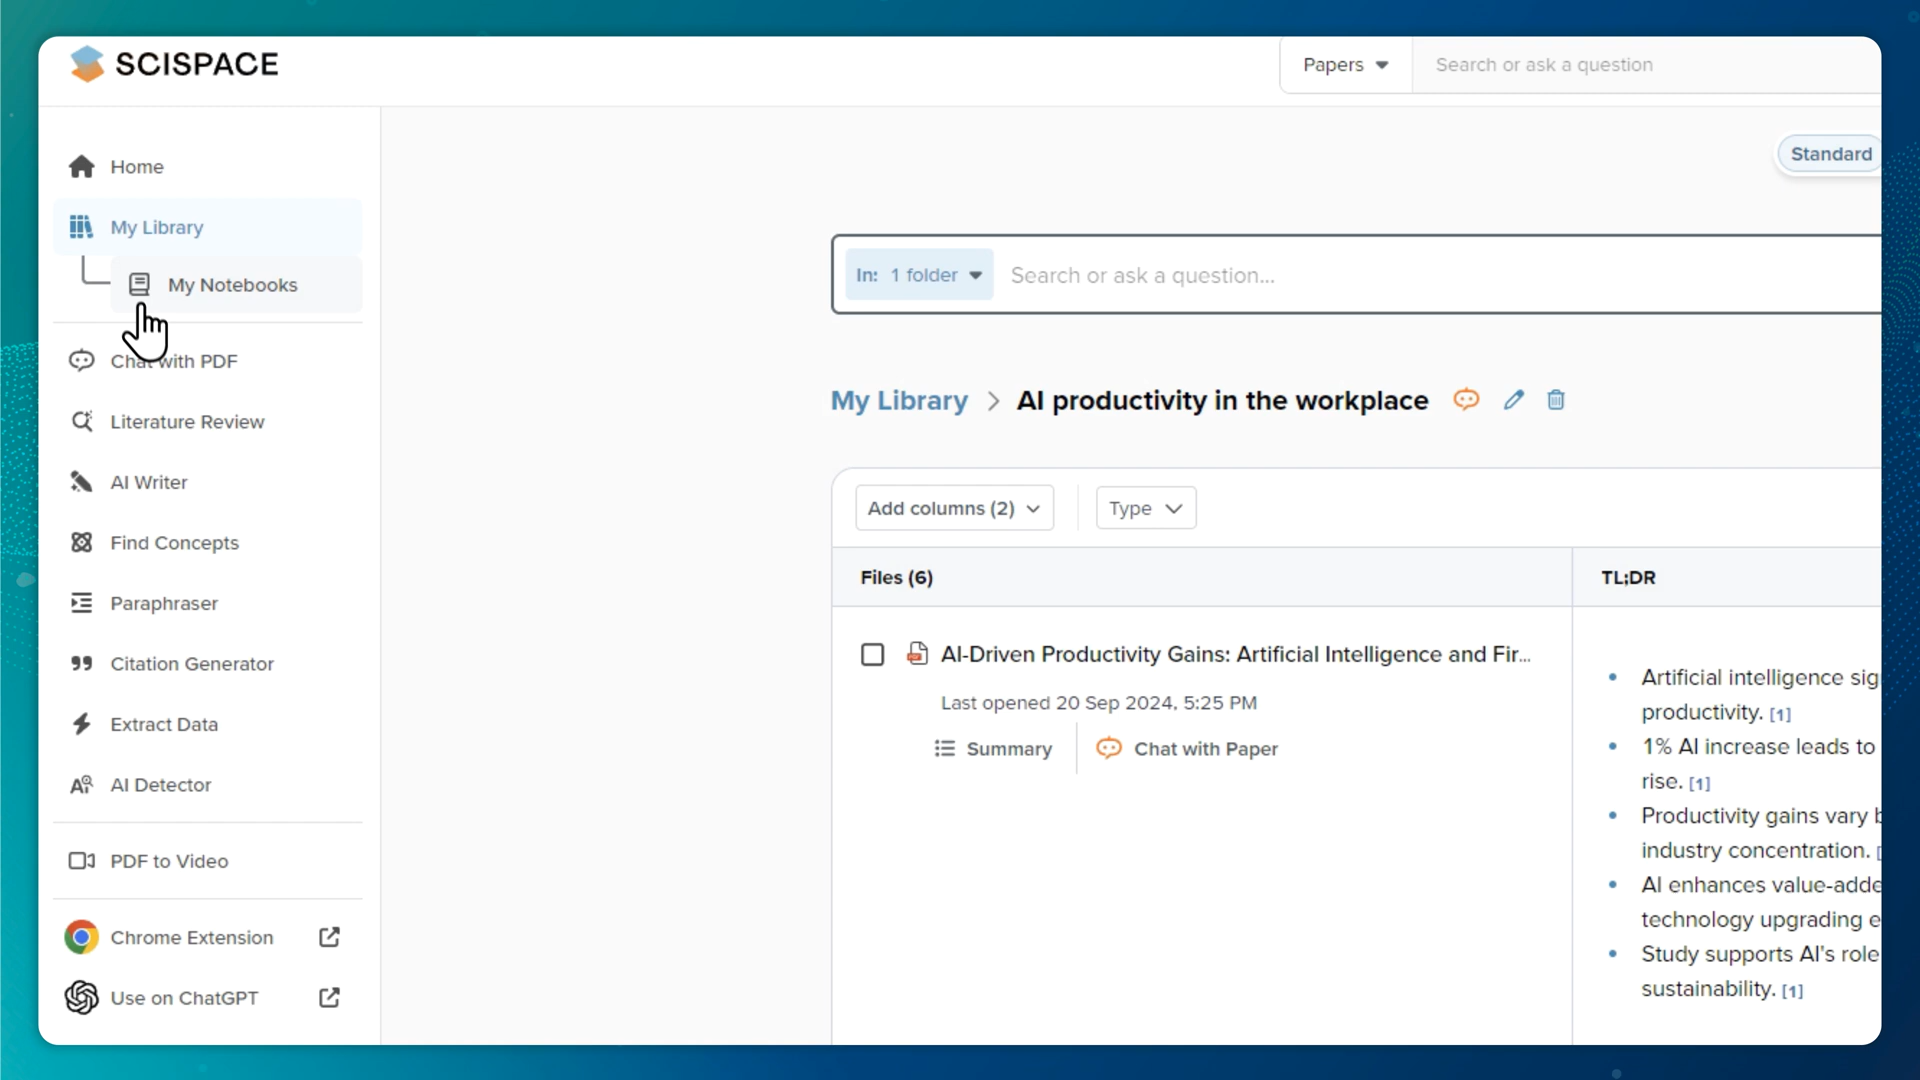 SCISPACE
Papers
Search or ask a question
Home
My Library
My Notebooks
Chat with PDF
Literature Review
AI Writer
Find Concepts
Paraphraser
Citation Generator
Extract Data
AI Detector
PDF to Video
Chrome Extension
Use on ChatGPT
Standard
In: 1 folder
Search or ask a question...
My Library > AI productivity in the workplace
Add columns (2)
Type
Files (6)
TL;DR
AI-Driven Productivity Gains: Artificial Intelligence and Fir...
Last opened 20 Sep 2024, 5:25 PM
Summary
Chat with Paper
• Artificial intelligence sig
productivity. [1]
• 1% AI increase leads to
rise. [1]
• Productivity gains vary b
industry concentration. [
• AI enhances value-adde
technology upgrading e
• Study supports AI's role
sustainability. [1]